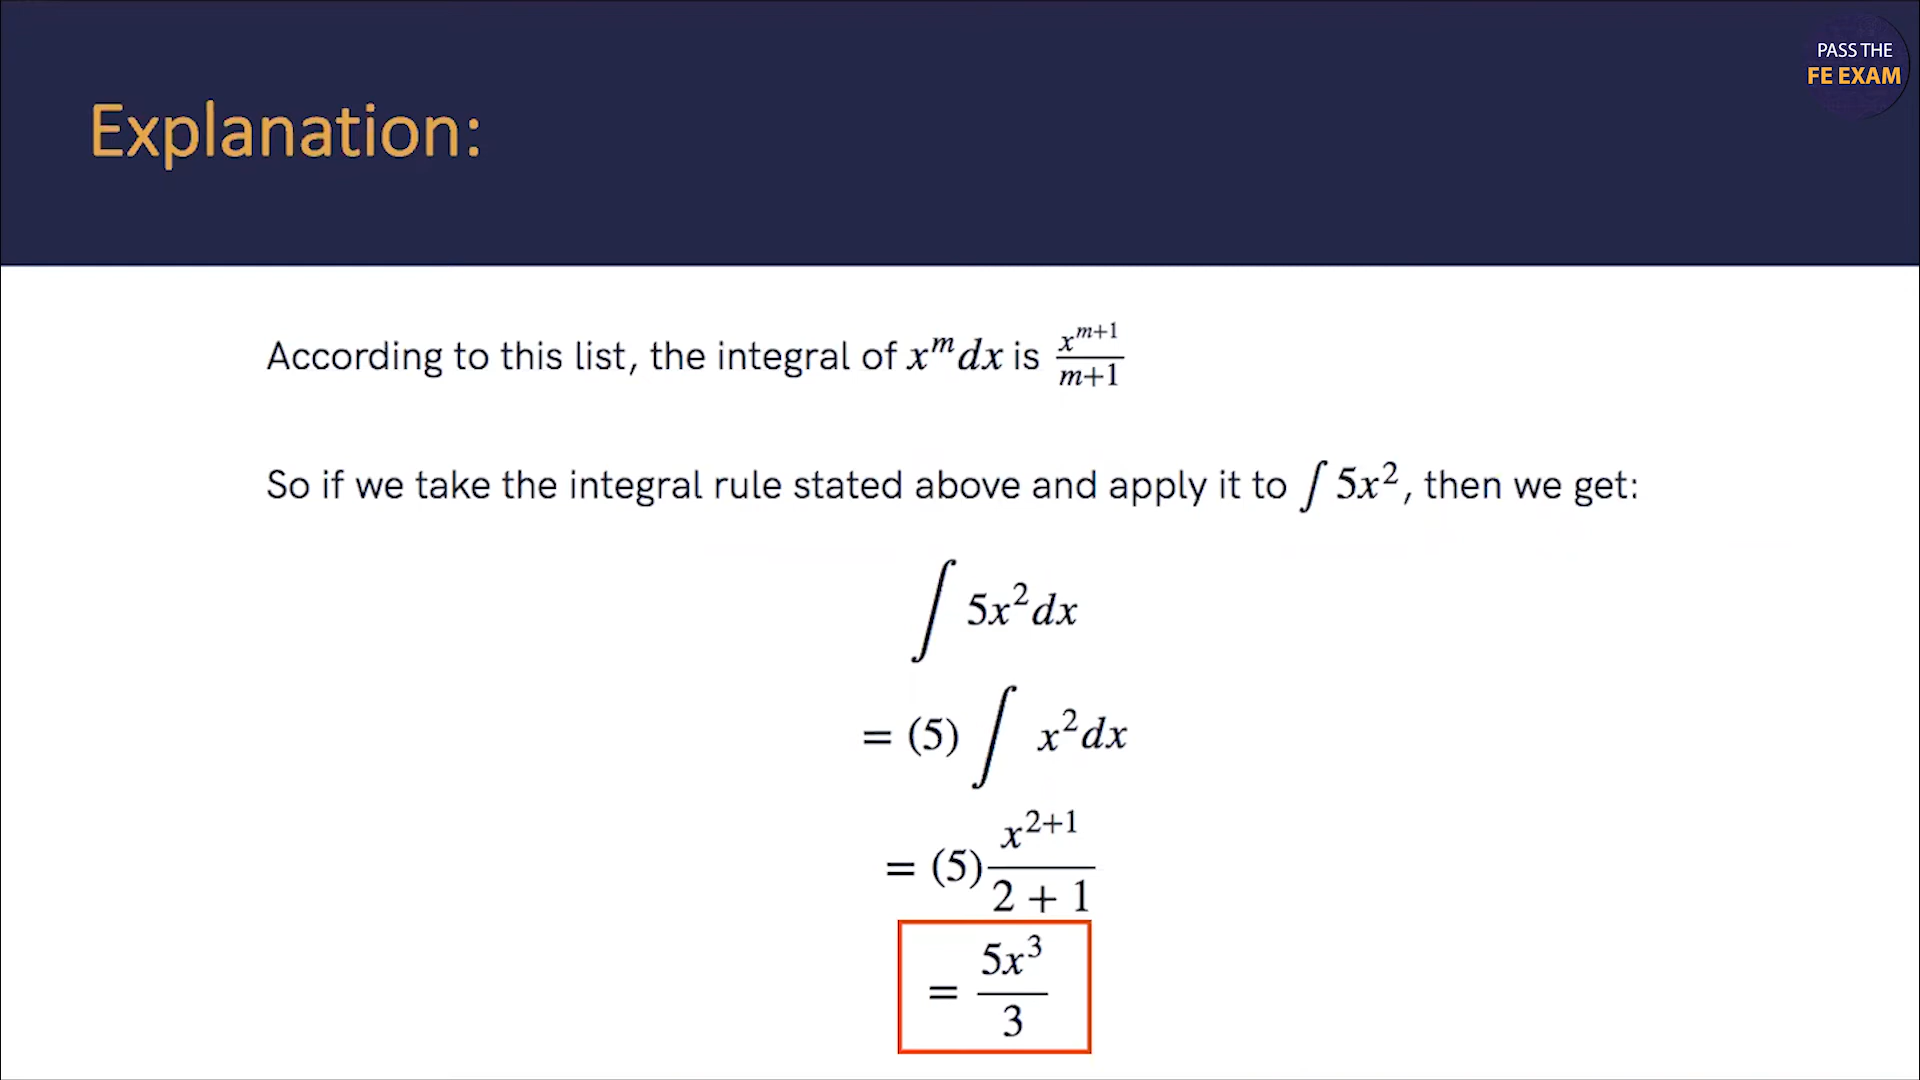 PASS THE
FE EXAM
Explanation:
According to this list, the integral of $x^m dx$ is $\frac{x^{m+1}}{m+1}$
So if we take the integral rule stated above and apply it to $\int 5x^2$, then we get:
$\int 5x^2 dx$
$= (5) \int x^2 dx$
$= (5) \frac{x^{2+1}}{2+1}$
$= \frac{5x^3}{3}$